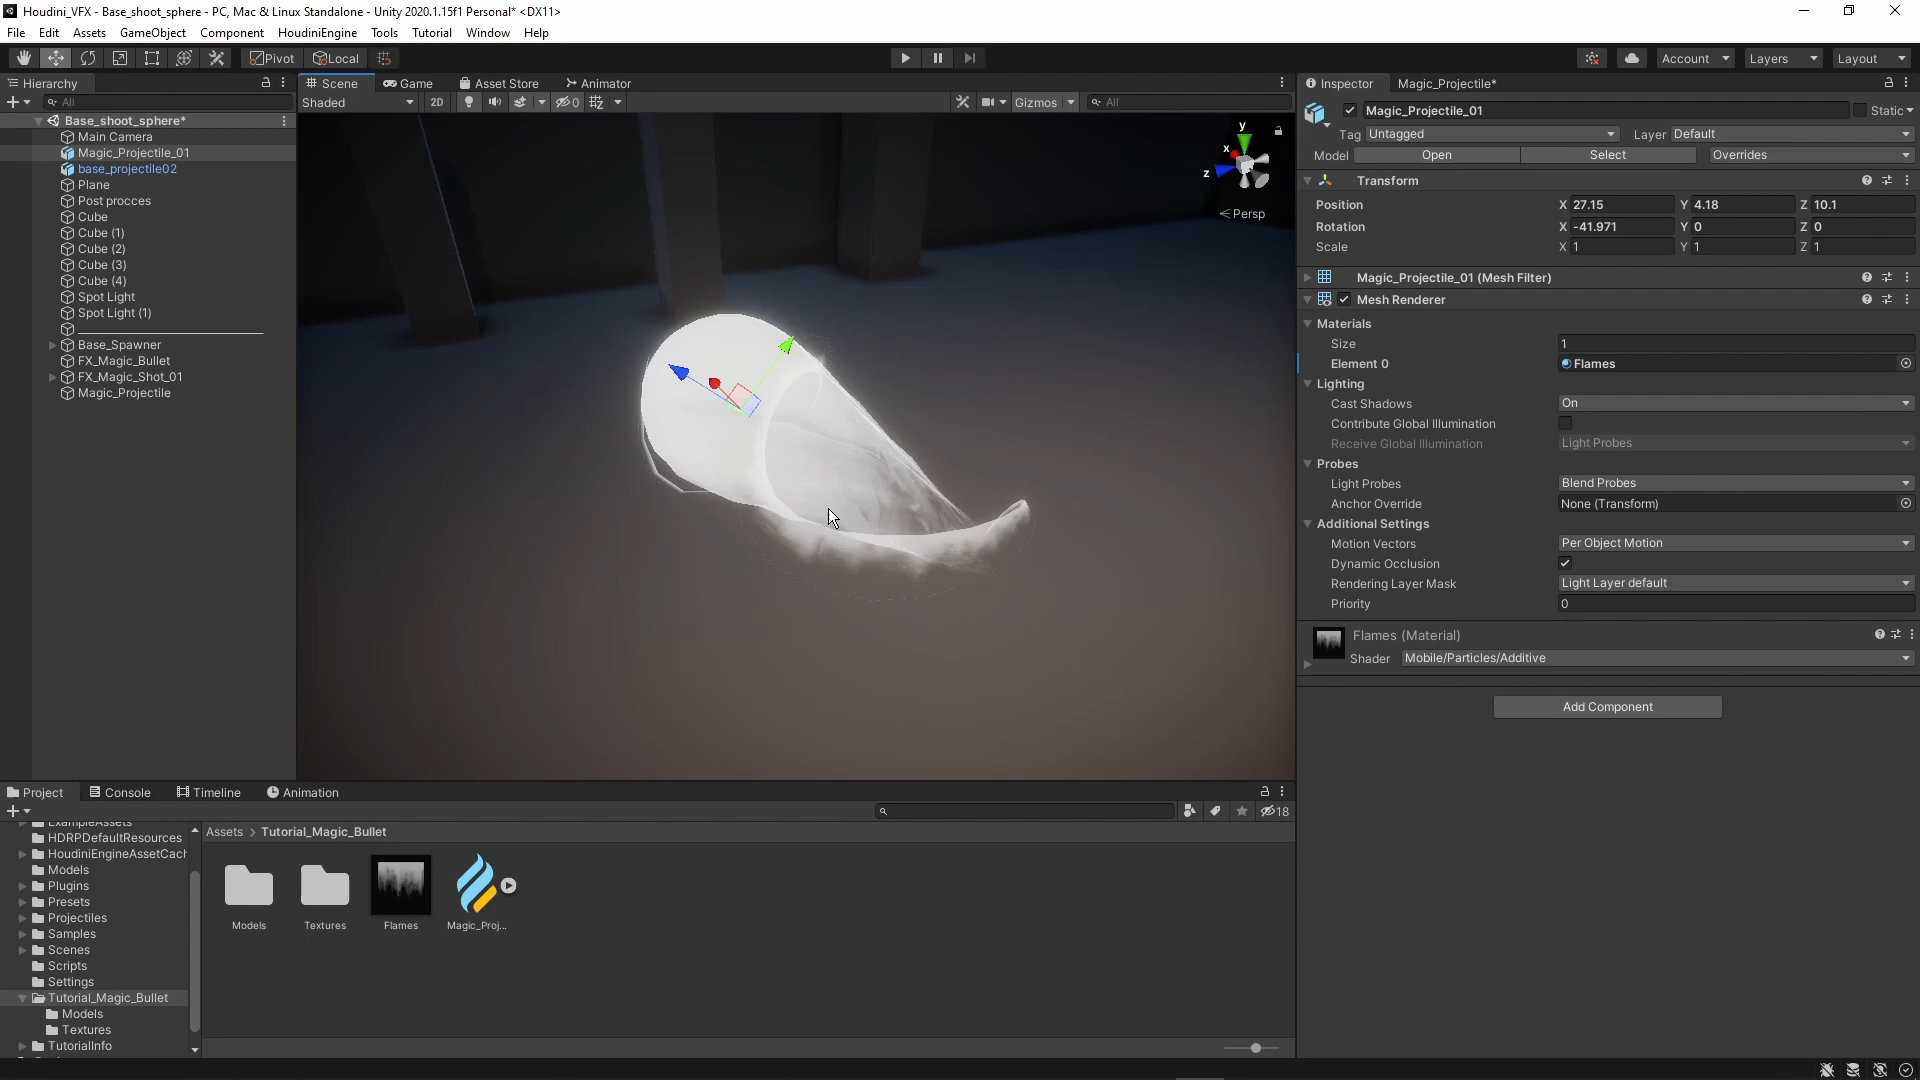 Houdini_VFX - Base_shoot_sphere - PC, Mac & Linux Standalone - Unity 2020.1.15f1 Personal* <DX11>
File Edit Assets GameObject Component HoudiniEngine Tools Tutorial Window Help
Pivot Local Account Layers Layout
Hierarchy
All
Base_shoot_sphere*
Main Camera
Magic_Projectile_01
base_projectile02
Plane
Post procces
Cube
Cube (1)
Cube (2)
Cube (3)
Cube (4)
Spot Light
Spot Light (1)
Base_Spawner
FX_Magic_Bullet
FX_Magic_Shot_01
Magic_Projectile
Scene Game Asset Store Animator
Shaded 2D 0 Gizmos All
y
x
z
Persp
Inspector Magic_Projectile*
Magic_Projectile_01 Static
Tag Untagged Layer Default
Model Open Select Overrides
Transform
Position X 27.15 Y 4.18 Z 10.1
Rotation X -41.971 Y 0 Z 0
Scale X 1 Y 1 Z 1
Magic_Projectile_01 (Mesh Filter)
Mesh Renderer
Materials
Size 1
Element 0 Flames
Lighting
Cast Shadows On
Contribute Global Illumination
Receive Global Illumination Light Probes
Probes
Light Probes Blend Probes
Anchor Override None (Transform)
Additional Settings
Motion Vectors Per Object Motion
Dynamic Occlusion
Rendering Layer Mask Light Layer default
Priority 0
Flames (Material)
Shader Mobile/Particles/Additive
Add Component
Project Console Timeline Animation
18
ExampleAssets
HDRPDefaultResources
HoudiniEngineAssetCach
Models
Plugins
Presets
Projectiles
Samples
Scenes
Scripts
Settings
Tutorial_Magic_Bullet
Models
Textures
TutorialInfo
Assets > Tutorial_Magic_Bullet
Models Textures Flames Magic_Proj...